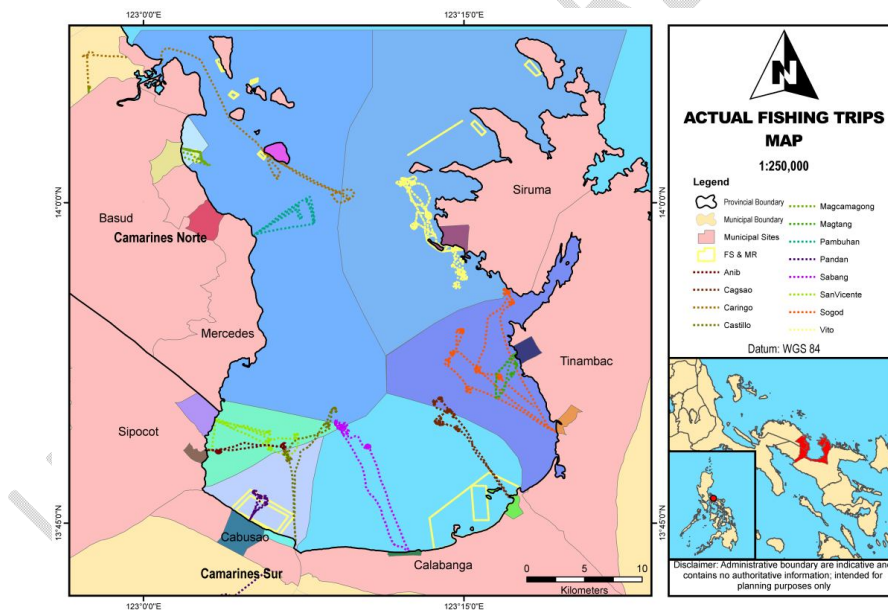 123°0'0"E
123°15'0"E
14°0'0"N
14°0'0"N
13°45'0"N
13°45'0"N
Siruma
Basud
Camarines Norte
Mercedes
Tinambac
Sipocot
Cabusao
Camarines Sur
Calabanga
0
5
10
Kilometers
123°0'0"E
123°15'0"E
N
ACTUAL FISHING TRIPS
MAP
1:250,000
Legend
Provincial Boundary
Municipal Boundary
Municipal Sites
FS & MR
Anib
Cagsao
Caringo
Castillo
Magcamagong
Magtang
Pambuhan
Pandan
Sabang
SanVicente
Sogod
Vito
Datum: WGS 84
Disclaimer: Administrative boundary are indicative and
contains no authoritative information; intended for
planning purposes only